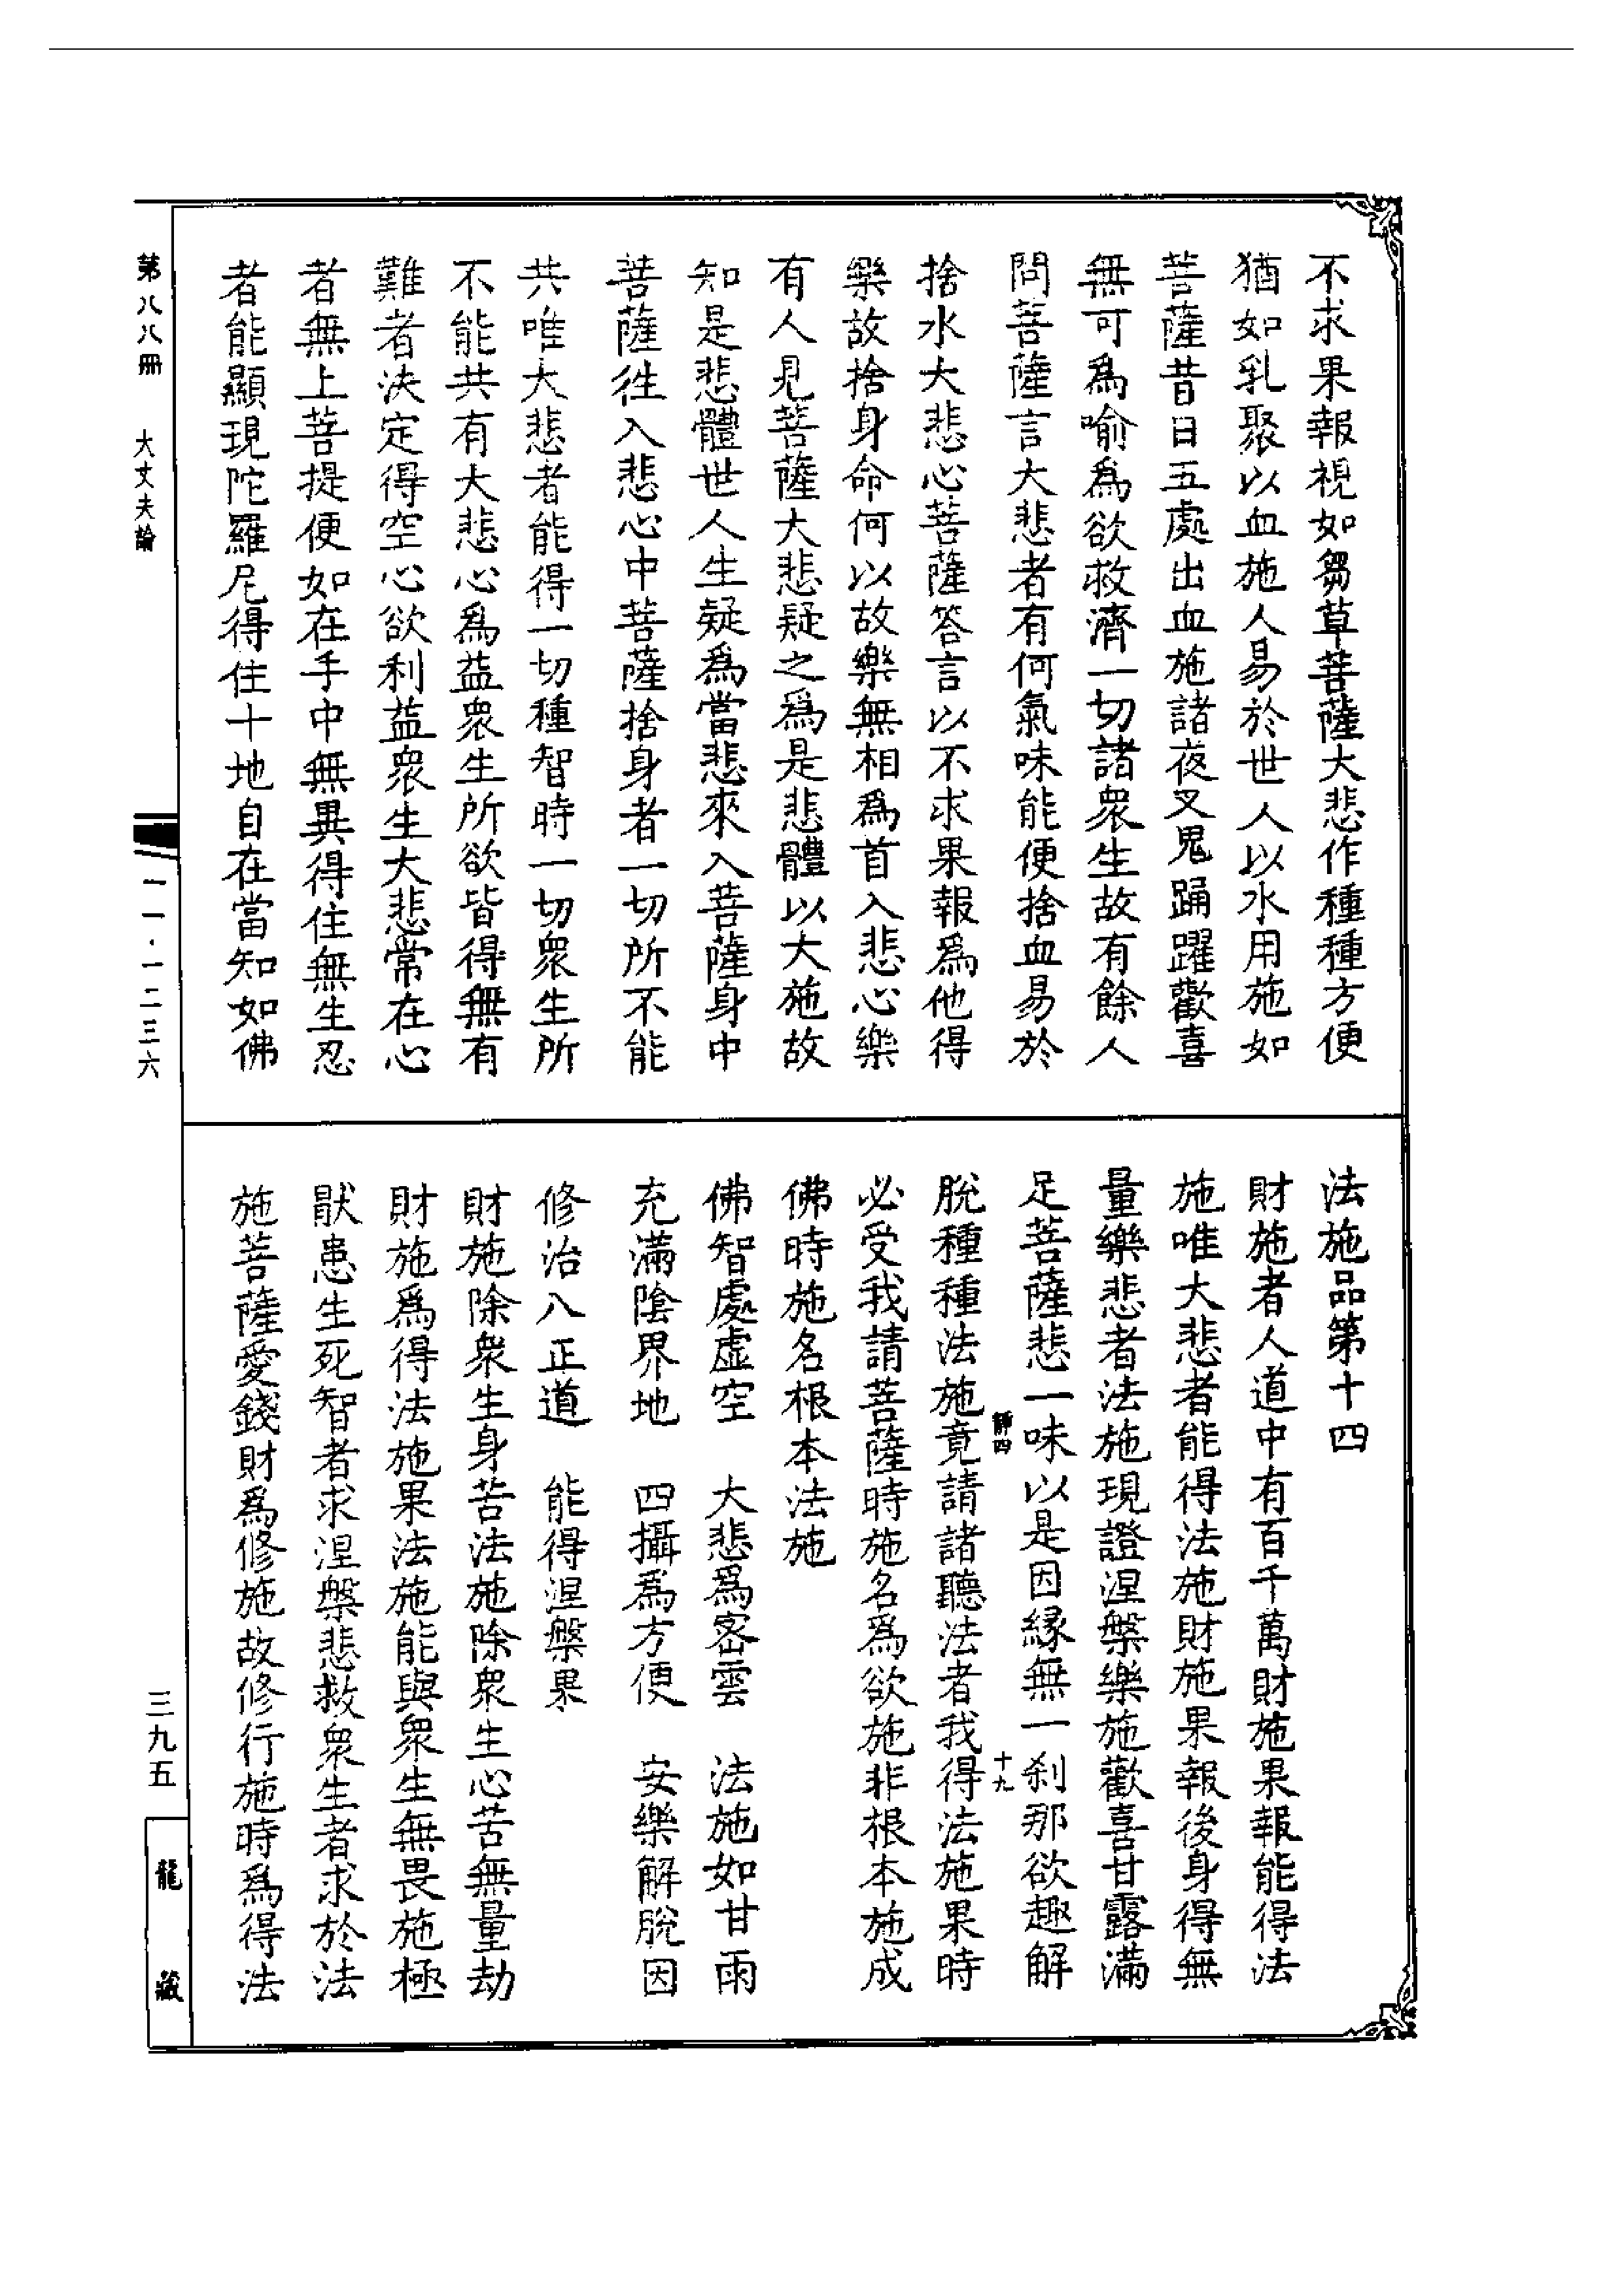 不求果報視如芻草菩薩大悲作種種方便
猶如乳聚以血施人易於世人以水用施如
菩薩昔日五處出血施諸夜叉鬼踊躍歡喜
無可為喻為欲救濟一切諸衆生故有餘人
問菩薩言大悲者有何氣味能便捨血易於
捨水大悲心菩薩答言以不求果報為他得
樂故捨身命何以故樂無相為首入悲心樂
有人見菩薩大悲疑之為是悲體以大施故
知是悲體世人生疑為當悲來入菩薩身中
菩薩往入悲心中菩薩捨身者一切所不能
共唯大悲者能得一切種智時一切衆生所
不能共有大悲心為益衆生所欲皆得無有
難者決定得空心欲利益衆生大悲常在心
者無上菩提便如在手中無異得住無生忍
者能顯現陀羅尼得住十地自在當知如佛
法施品第十四
財施者人道中有百千萬財施果報能得法
施唯大悲者能得法施財施果報後身得無
量樂悲者法施現證涅槃樂施歡喜甘露滿
足菩薩悲一味以是因緣無一刹那欲趣解
靜四
十九
脫種種法施竟請諸聽法者我得法施果時
必受我請菩薩時施名為欲施非根本施成
佛時施名根本法施
佛智處虛空　大悲為密雲　法施如甘雨
充滿陰界地　四攝為方便　安樂解脫因
修治八正道　能得涅槃果
財施除衆生身苦法施除衆生心苦無量劫
財施為得法施果法施能與衆生無畏施極
厭患生死智者求涅槃悲救衆生者求於法
施菩薩愛錢財為修施故修行施時為得法
第八八冊
大丈夫論
一一·一二三六
三九五
龍藏